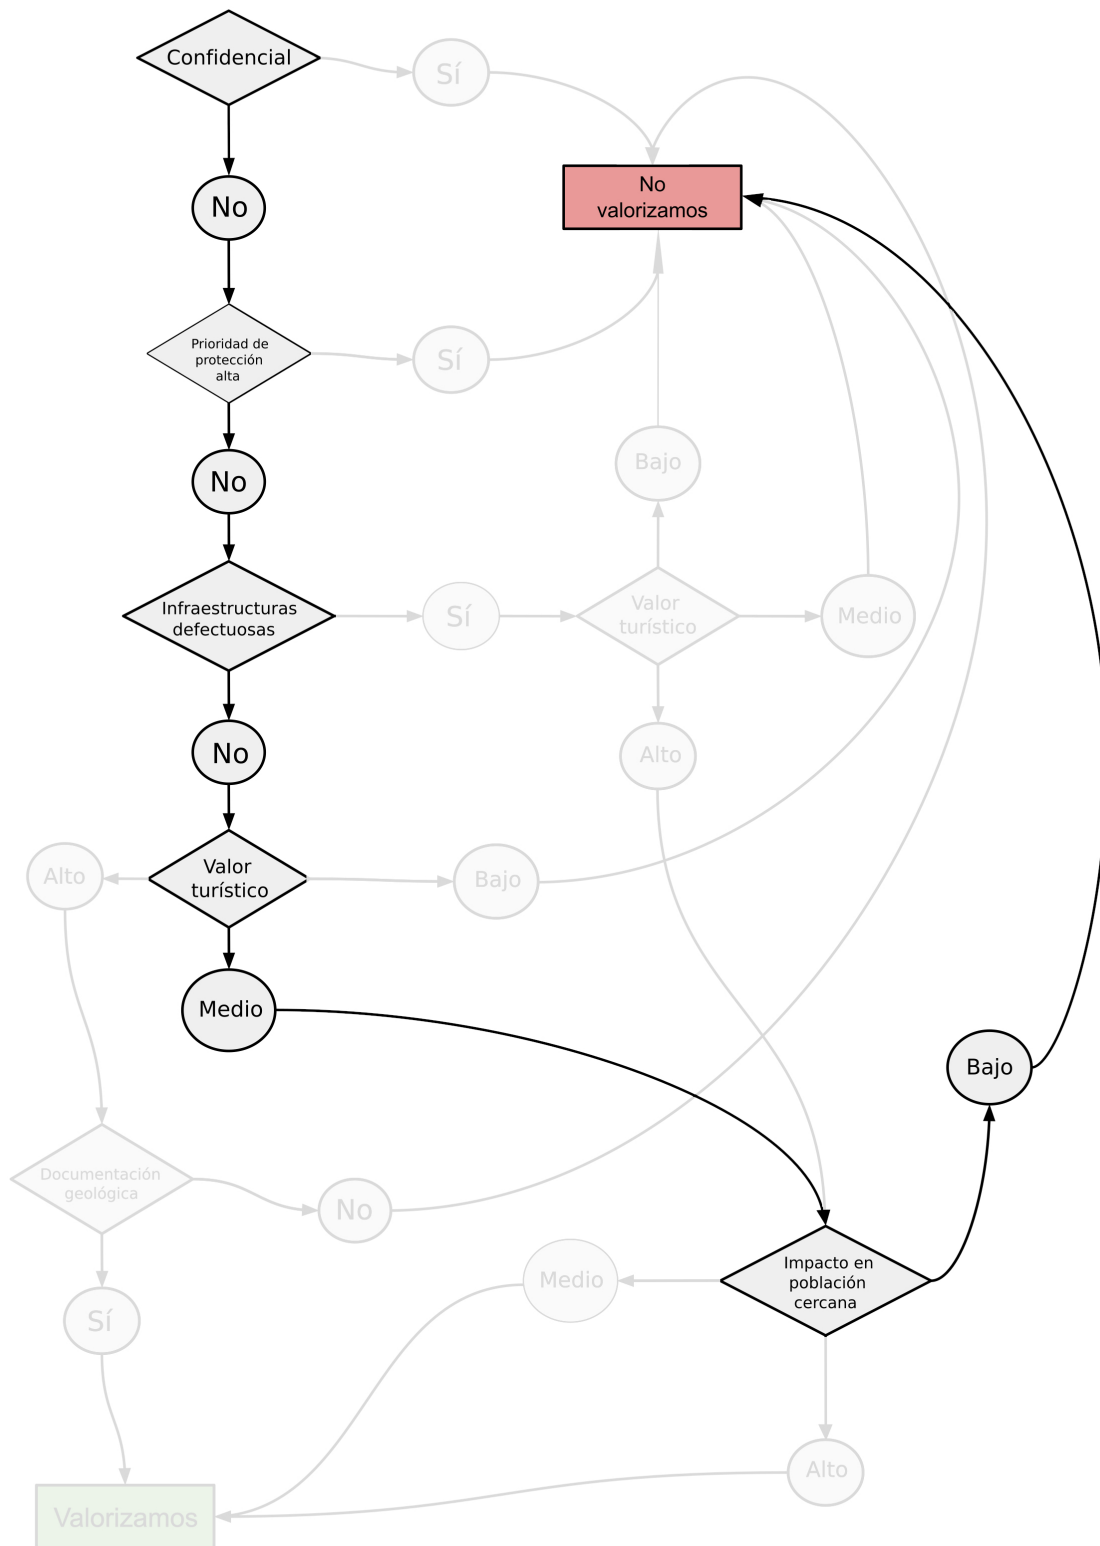 Confidencial
Sí
No
valorizamos
No
Prioridad de
protección
alta
Sí
Bajo
No
Infraestructuras
defectuosas
Sí
Valor
turístico
Medio
No
Alto
Alto
Valor
turístico
Bajo
Medio
Bajo
Documentación
geológica
No
Medio
Impacto en
población
cercana
Sí
Alto
Valorizamos